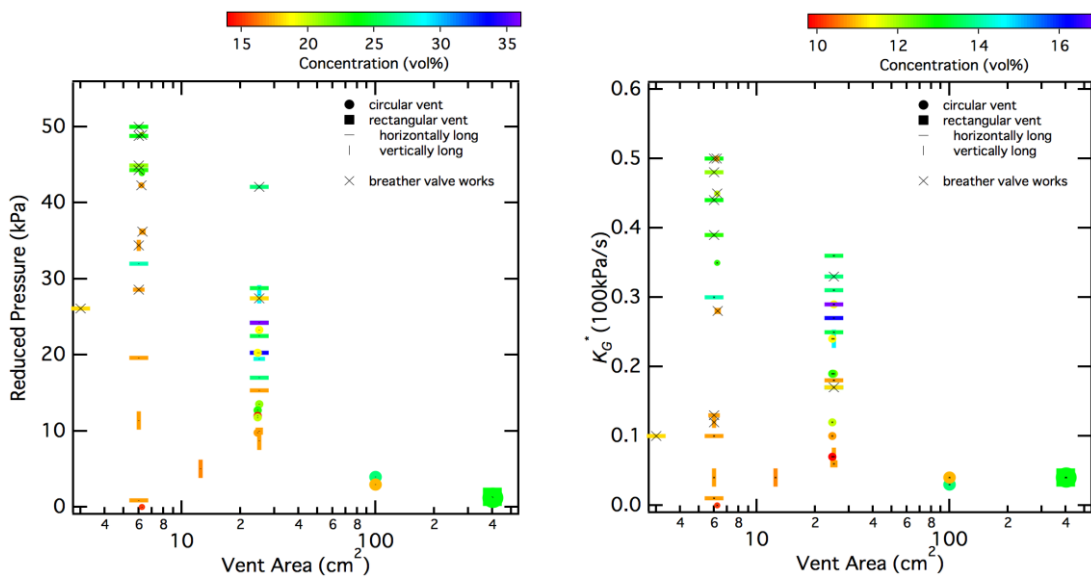 15 20 25 30 35
Concentration (vol%)
10 12 14 16
Concentration (vol%)
Reduced Pressure (kPa)
50
40
30
20
10
0
circular vent
rectangular vent
horizontally long
vertically long
breather valve works
4 6 8 10 2 4 6 8 100 2 4
Vent Area (cm²)
K_G* (100kPa/s)
0.6
0.5
0.4
0.3
0.2
0.1
0.0
circular vent
rectangular vent
horizontally long
vertically long
breather valve works
4 6 8 10 2 4 6 8 100 2 4
Vent Area (cm²)